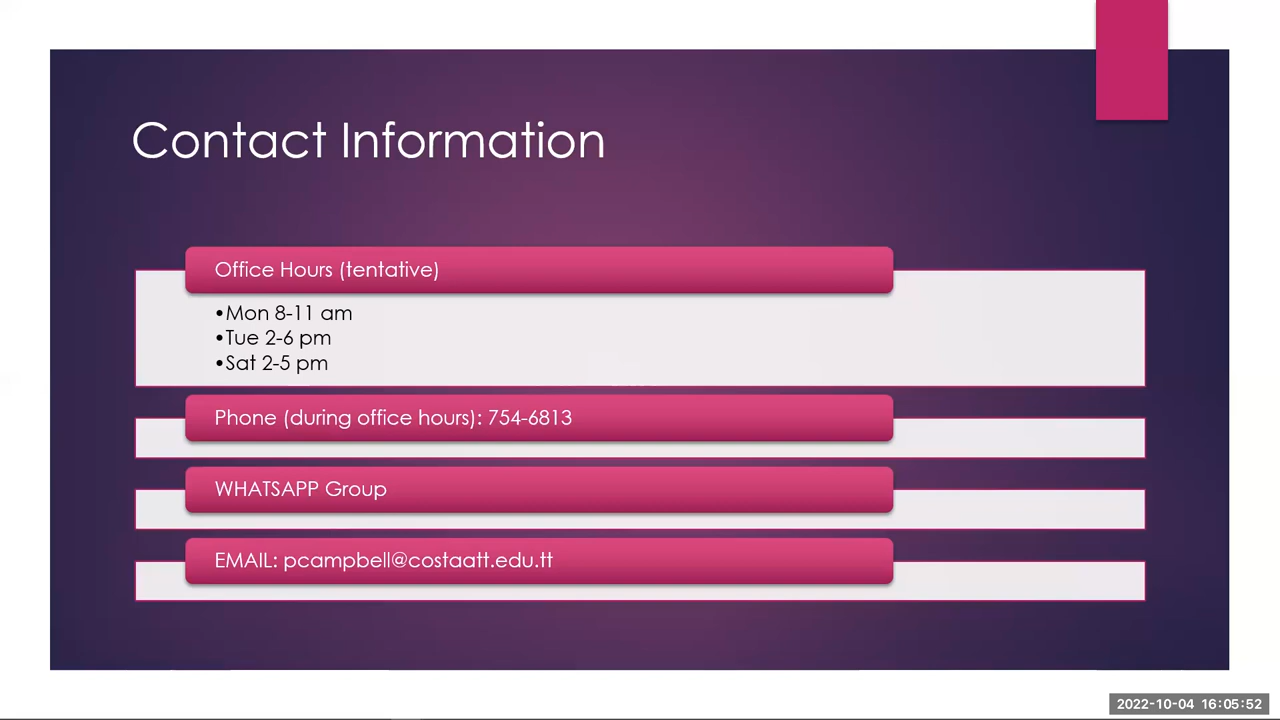 Contact Information
Office Hours (tentative)
•Mon 8-11 am
•Tue 2-6 pm
•Sat 2-5 pm
Phone (during office hours): 754-6813
WHATSAPP Group
EMAIL: pcampbell@costaatt.edu.tt
2022-10-04 16:05:52